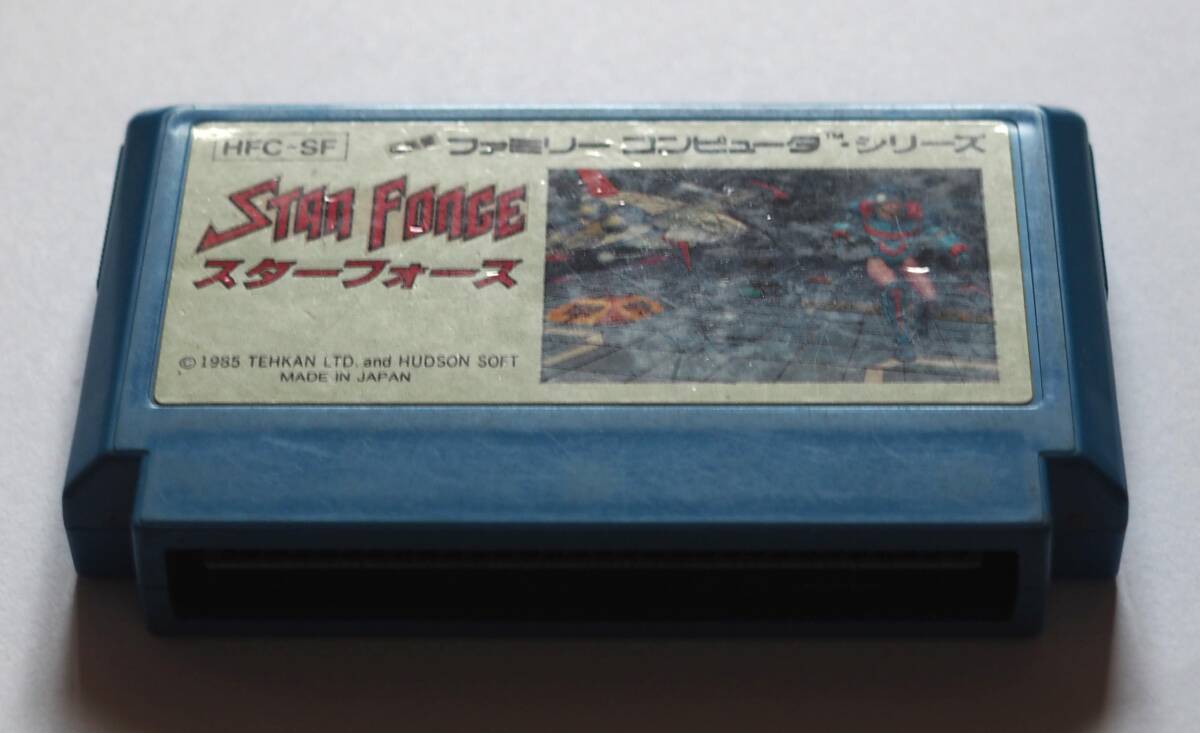 HFC-SF
ファミリーコンピュータ™・シリーズ
STAR FORCE
スターフォース
© 1985 TEHKAN LTD. and HUDSON SOFT
MADE IN JAPAN